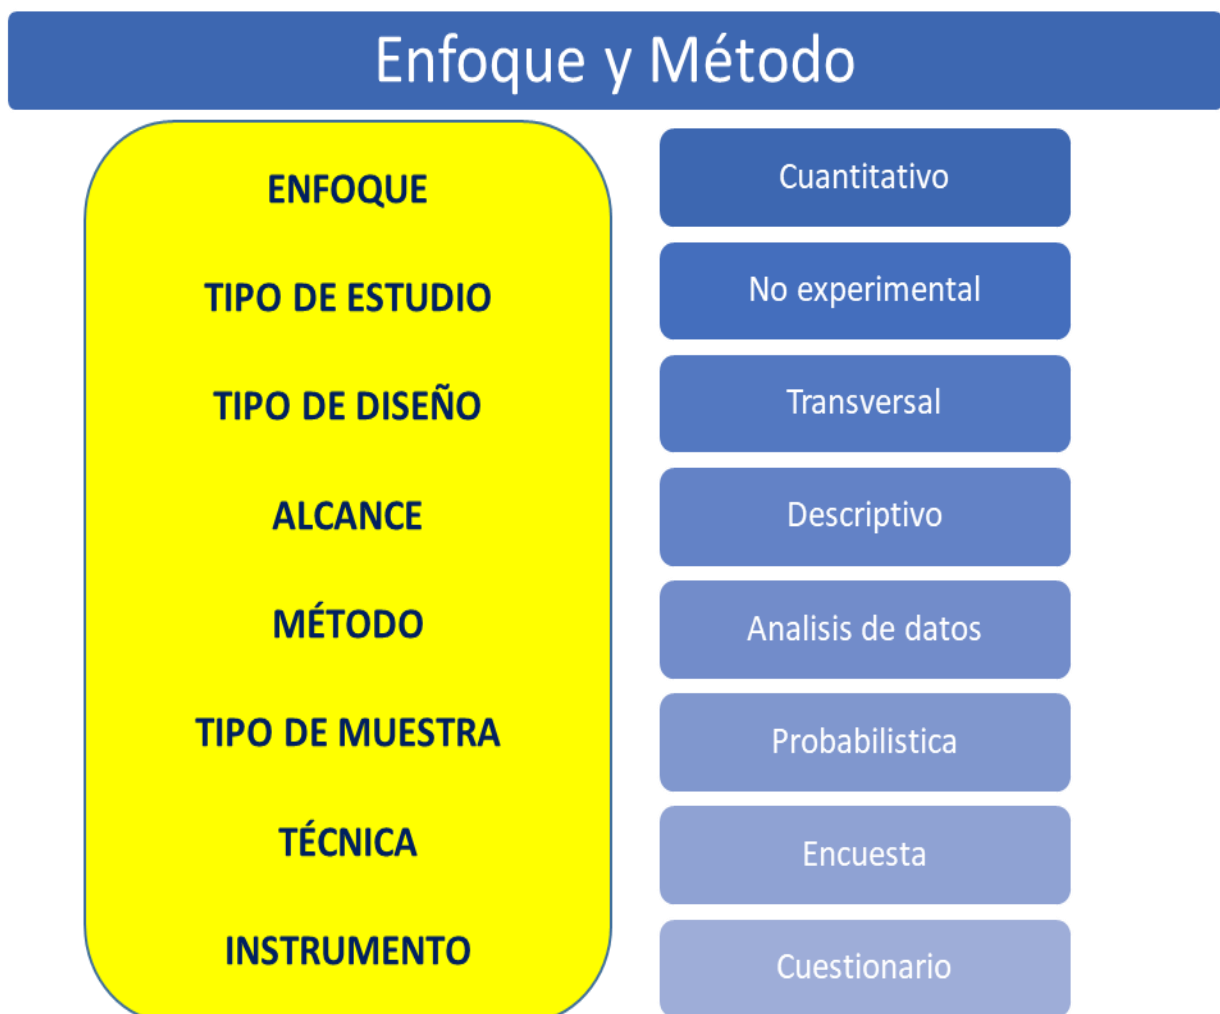 Enfoque y Método
ENFOQUE
Cuantitativo
TIPO DE ESTUDIO
No experimental
TIPO DE DISEÑO
Transversal
ALCANCE
Descriptivo
MÉTODO
Analisis de datos
TIPO DE MUESTRA
Probabilistica
TÉCNICA
Encuesta
INSTRUMENTO
Cuestionario